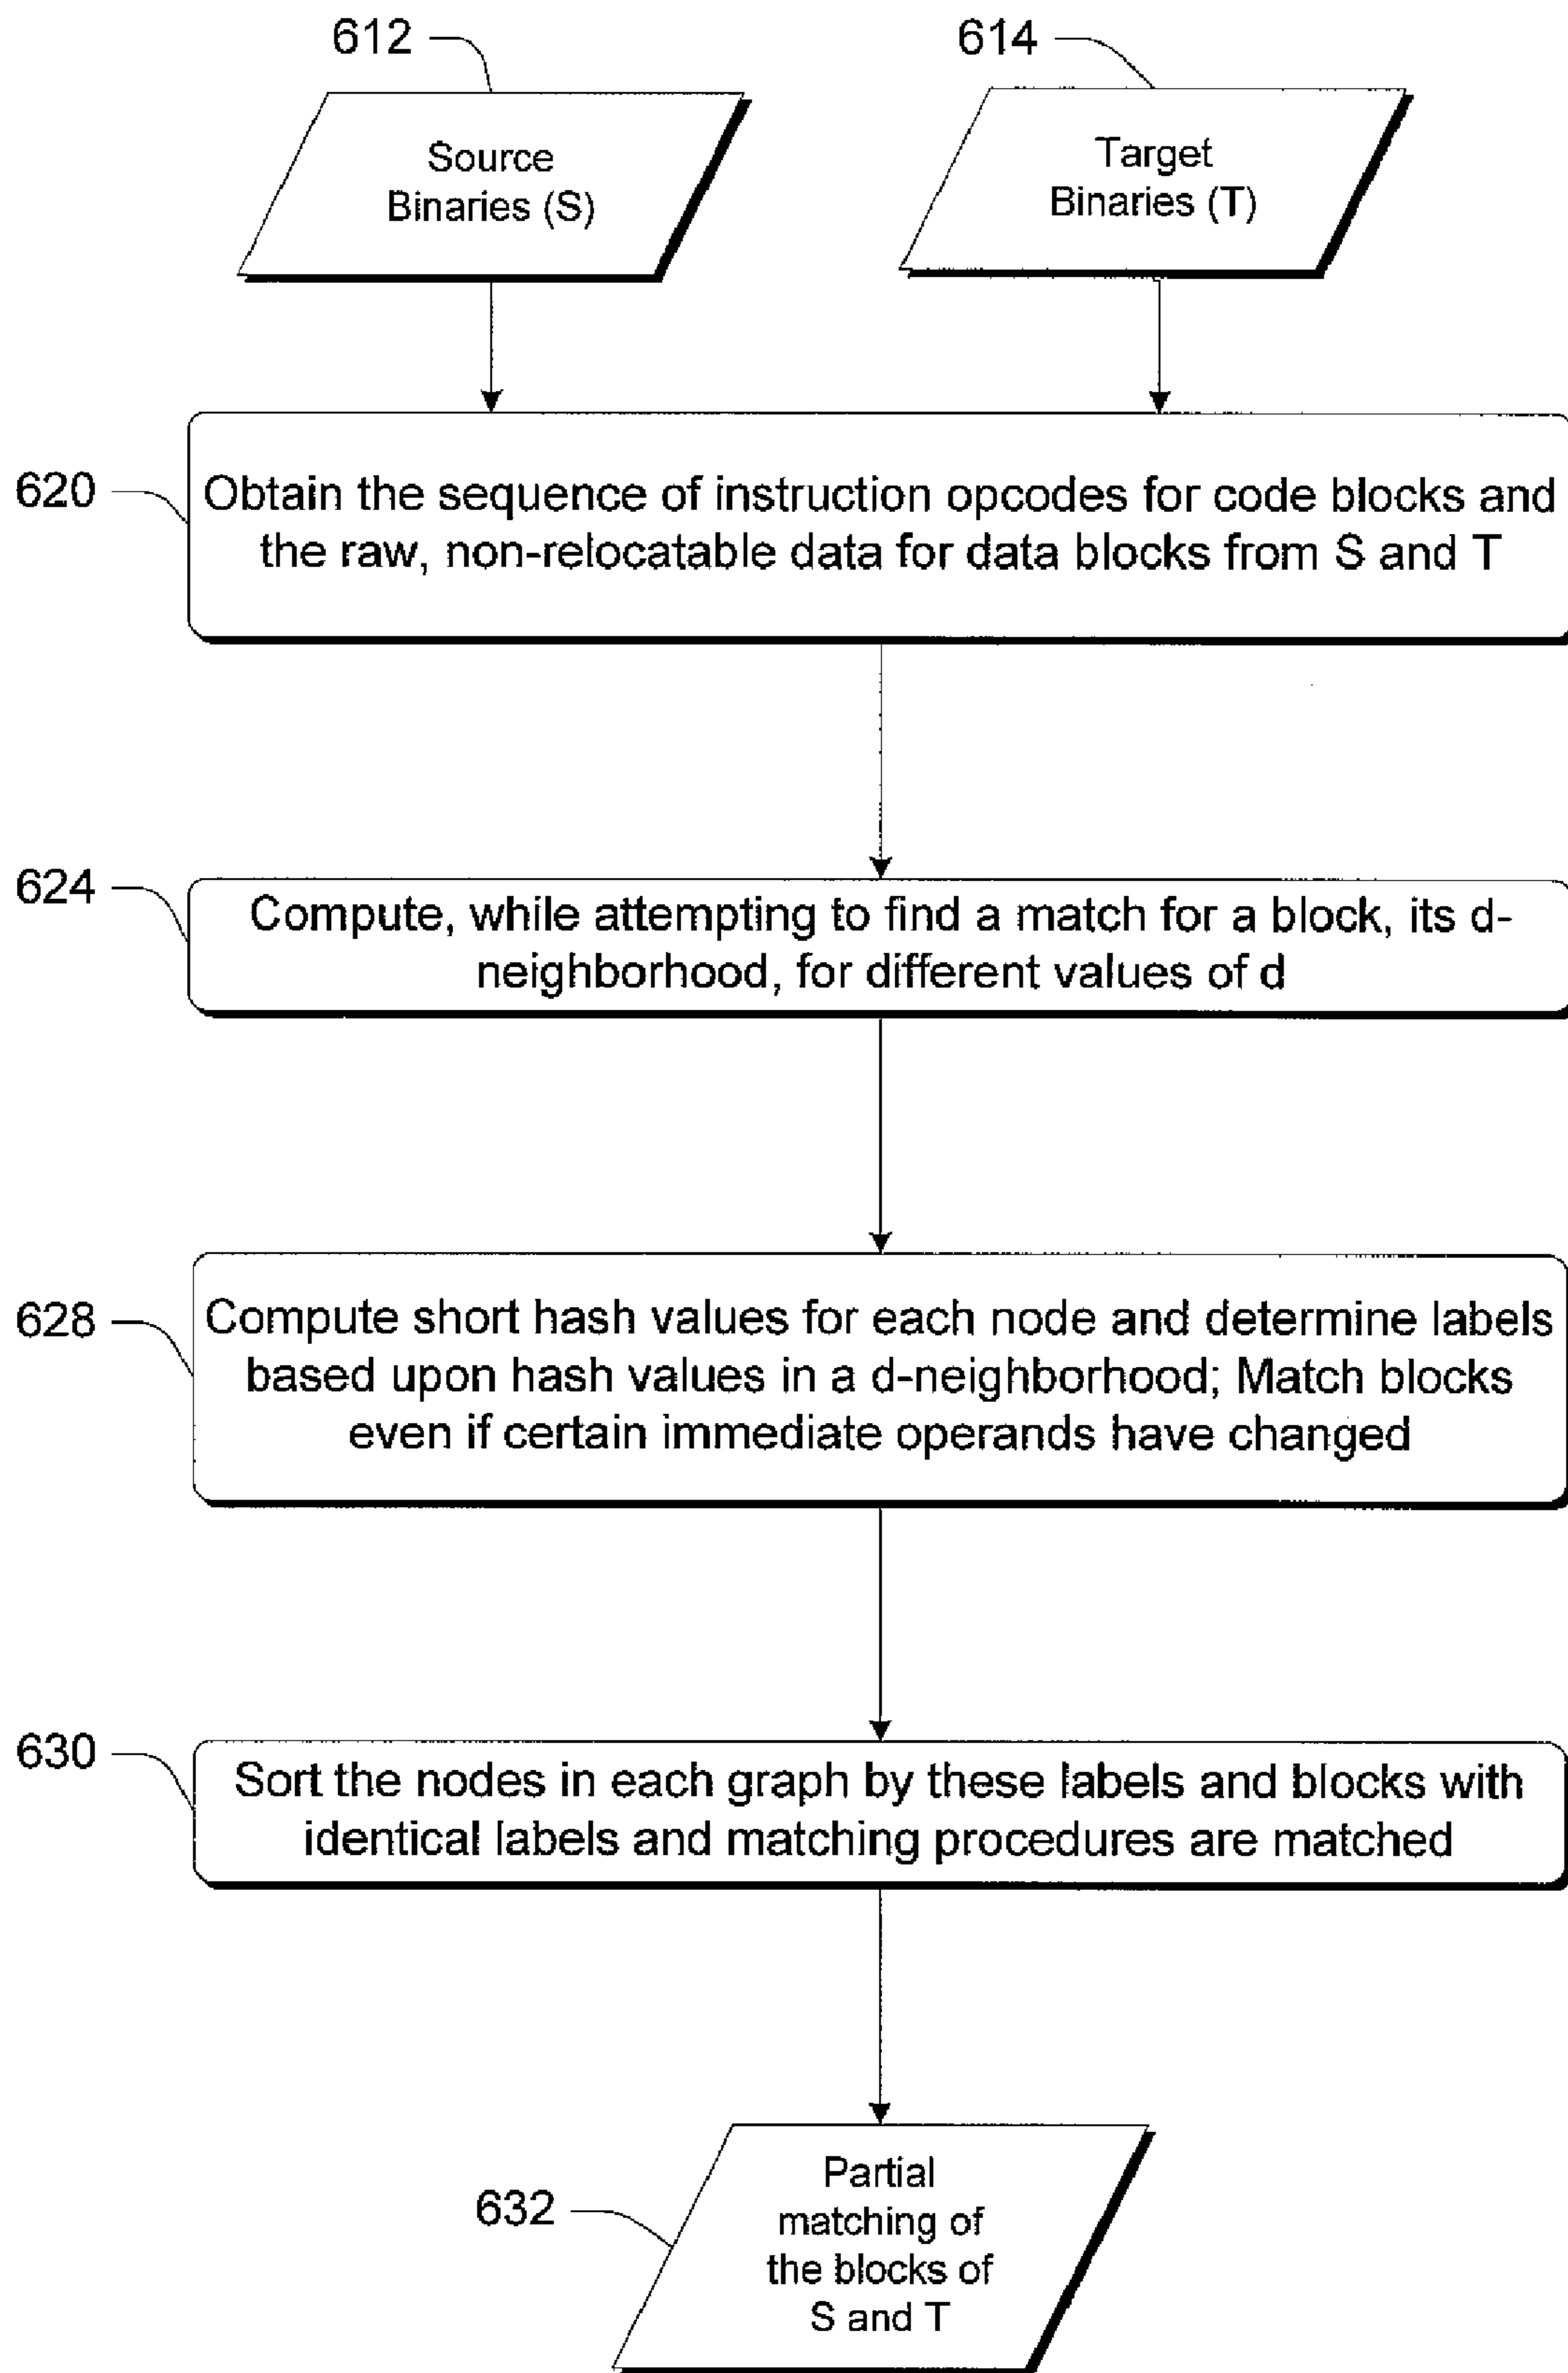 612
614
Source
Binaries (S)
Target
Binaries (T)
620
Obtain the sequence of instruction opcodes for code blocks and
the raw, non-relocatable data for data blocks from S and T
624
Compute, while attempting to find a match for a block, its d-
neighborhood, for different values of d
628
Compute short hash values for each node and determine labels
based upon hash values in a d-neighborhood; Match blocks
even if certain immediate operands have changed
630
Sort the nodes in each graph by these labels and blocks with
identical labels and matching procedures are matched
632
Partial
matching of
the blocks of
S and T